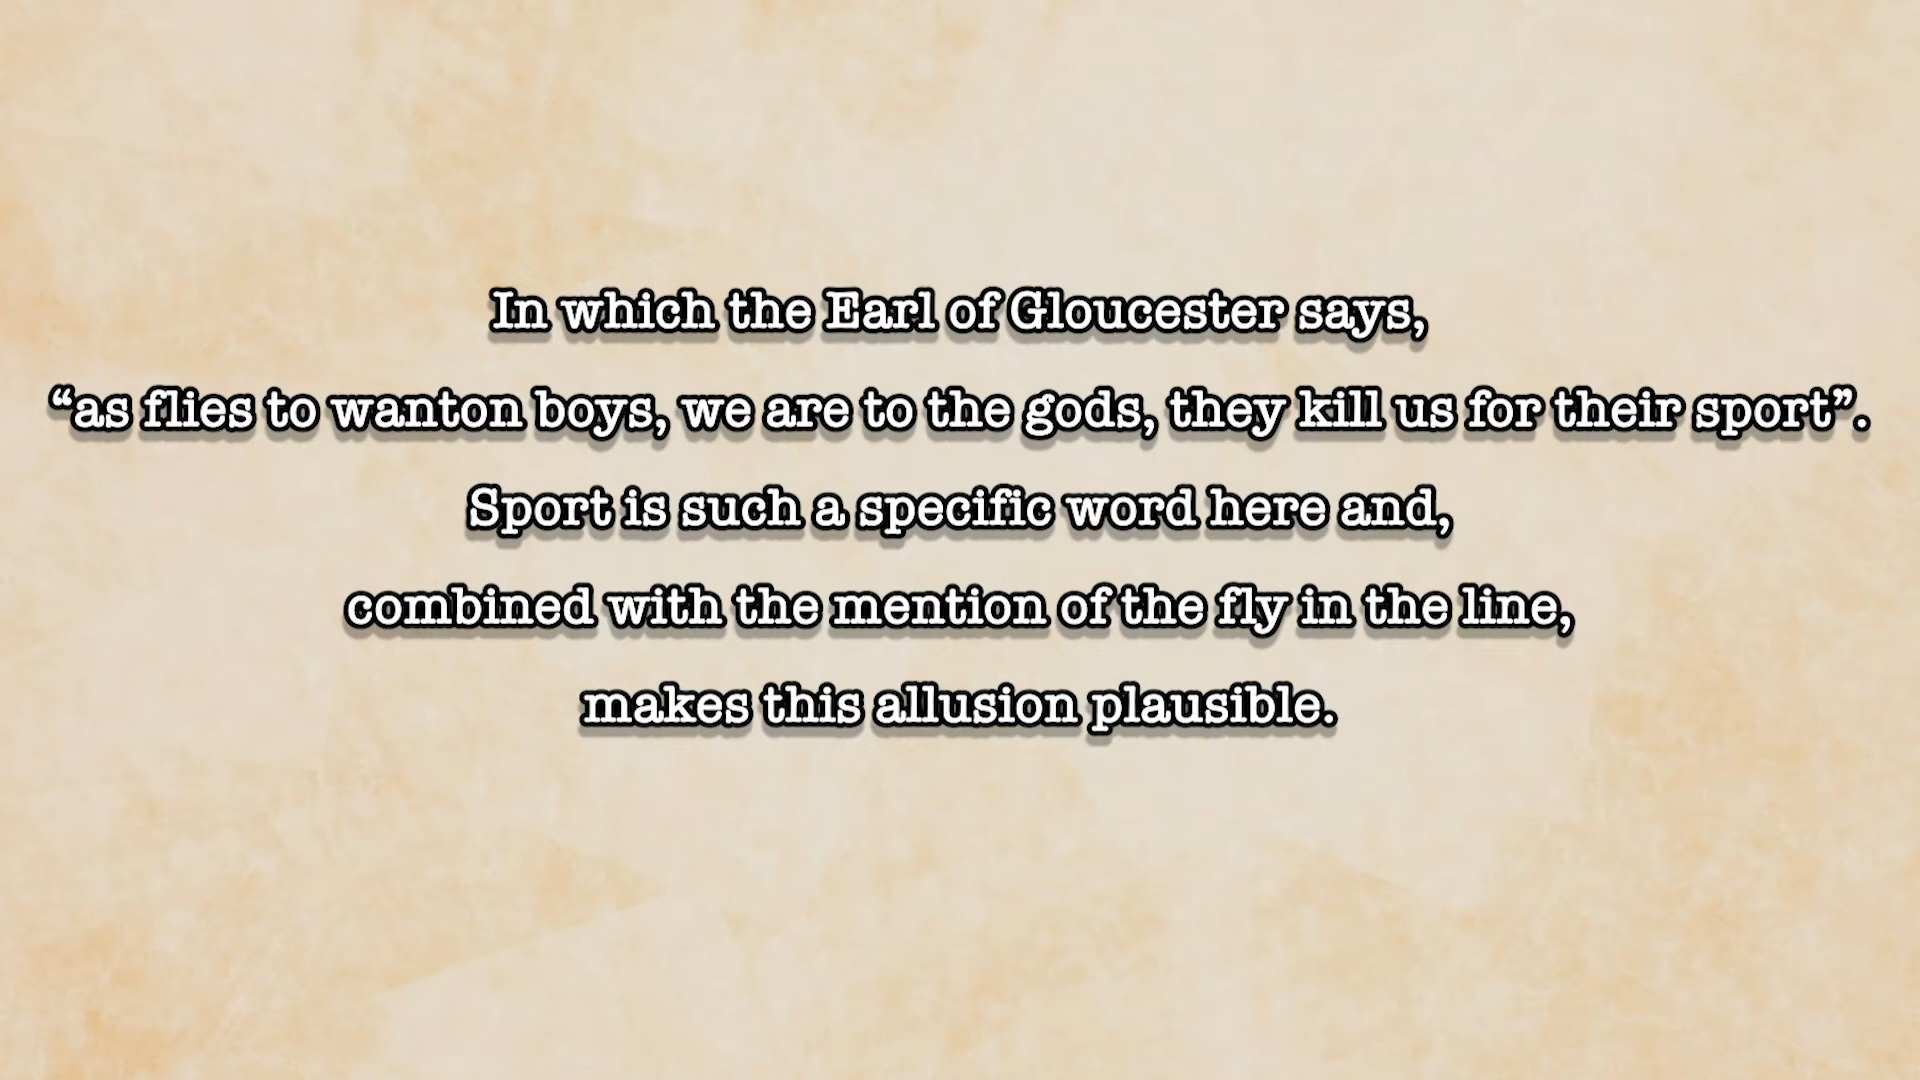 In which the Earl of Gloucester says,
“as flies to wanton boys, we are to the gods, they kill us for their sport”.
Sport is such a specific word here and,
combined with the mention of the fly in the line,
makes this allusion plausible.